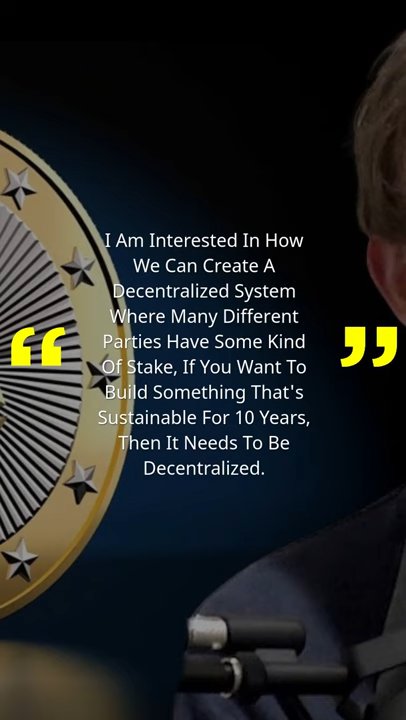 I Am Interested In How
We Can Create A
Decentralized System
Where Many Different
Parties Have Some Kind
Of Stake, If You Want To
Build Something That's
Sustainable For 10 Years,
Then It Needs To Be
Decentralized.